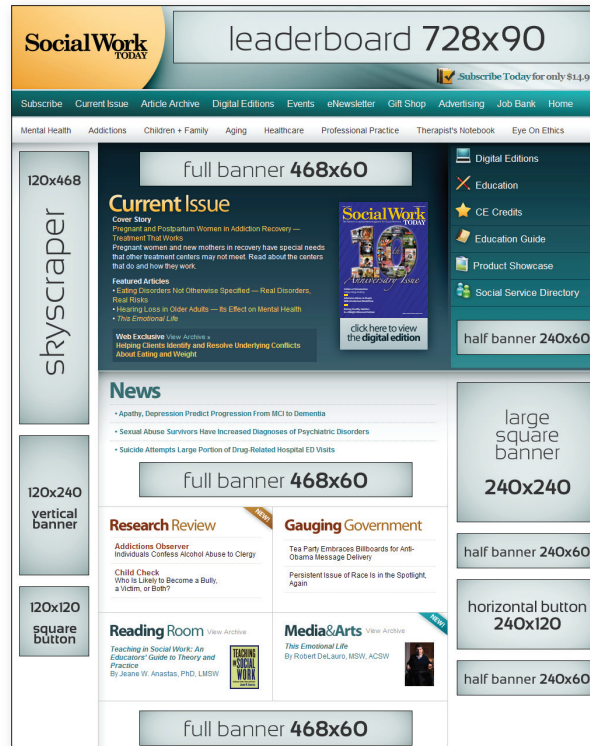 SocialWork
TODAY
leaderboard 728x90
Subscribe Today for only $14.9
Subscribe Current Issue Article Archive Digital Editions Events eNewsletter Gift Shop Advertising Job Bank Home
Mental Health Addictions Children + Family Aging Healthcare Professional Practice Therapist's Notebook Eye On Ethics
120x468
skyscraper
120x240
vertical
banner
120x120
square
button
full banner 468x60
Current Issue
Cover Story
Pregnant and Postpartum Women in Addiction Recovery —
Treatment That Works
Pregnant women and new mothers in recovery have special needs
that other treatment centers may not meet. Read about the centers
that do and how they work.
Featured Articles
• Eating Disorders Not Otherwise Specified — Real Disorders,
Real Risks
• Hearing Loss in Older Adults — Its Effect on Mental Health
• This Emotional Life
Web Exclusive View Archive »
Helping Clients Identify and Resolve Underlying Conflicts
About Eating and Weight
SocialWork
TODAY
10th
Anniversary Issue
click here to view
the digital edition
Digital Editions
Education
CE Credits
Education Guide
Product Showcase
Social Service Directory
half banner 240x60
News
• Apathy, Depression Predict Progression From MCI to Dementia
• Sexual Abuse Survivors Have Increased Diagnoses of Psychiatric Disorders
• Suicide Attempts Large Portion of Drug-Related Hospital ED Visits
full banner 468x60
large
square
banner
240x240
half banner 240x60
horizontal button
240x120
half banner 240x60
Research Review
NEW!
Addictions Observer
Individuals Confess Alcohol Abuse to Clergy
Child Check
Who Is Likely to Become a Bully,
a Victim, or Both?
Gauging Government
Tea Party Embraces Billboards for Anti-
Obama Message Delivery
Persistent Issue of Race Is in the Spotlight,
Again
Reading Room View Archive
Teaching in Social Work: An
Educators' Guide to Theory and
Practice
By Jeane W. Anastas, PhD, LMSW
TEACHING
IN SOCIAL
WORK
Media&Arts View Archive
NEW!
This Emotional Life
By Robert DeLauro, MSW, ACSW
full banner 468x60